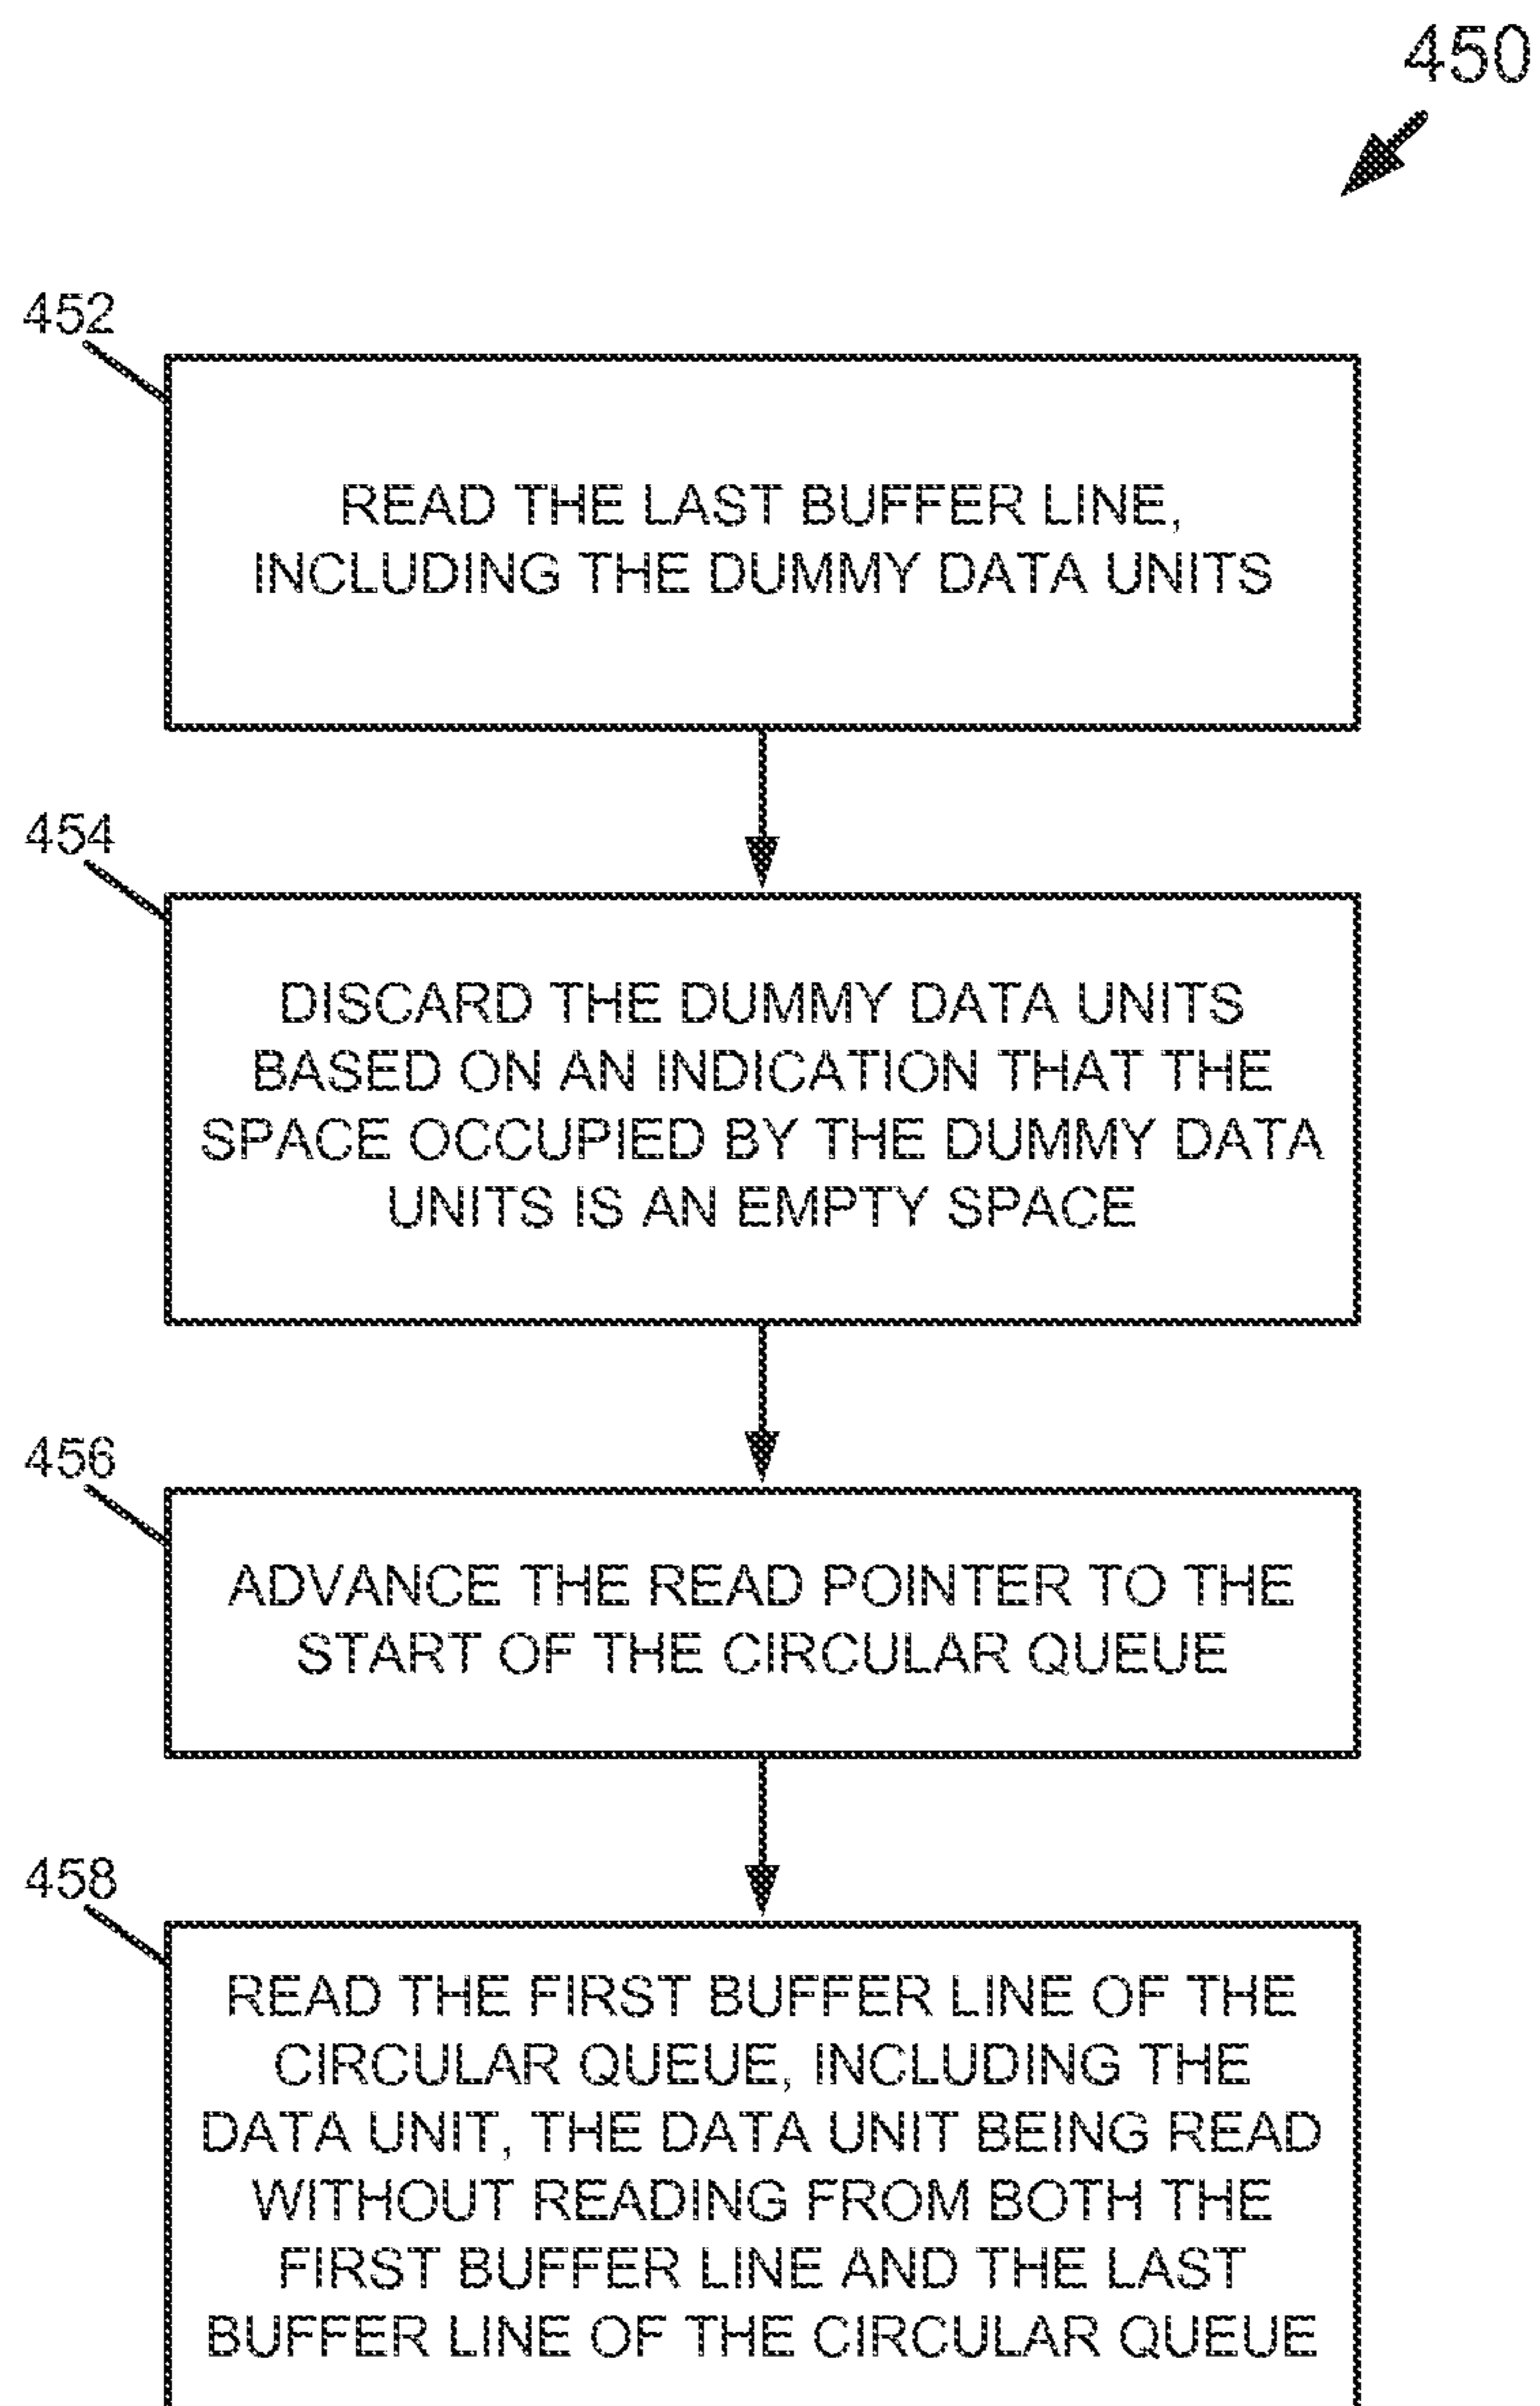 450
452
READ THE LAST BUFFER LINE,
INCLUDING THE DUMMY DATA UNITS
454
DISCARD THE DUMMY DATA UNITS
BASED ON AN INDICATION THAT THE
SPACE OCCUPIED BY THE DUMMY DATA
UNITS IS AN EMPTY SPACE
456
ADVANCE THE READ POINTER TO THE
START OF THE CIRCULAR QUEUE
458
READ THE FIRST BUFFER LINE OF THE
CIRCULAR QUEUE, INCLUDING THE
DATA UNIT, THE DATA UNIT BEING READ
WITHOUT READING FROM BOTH THE
FIRST BUFFER LINE AND THE LAST
BUFFER LINE OF THE CIRCULAR QUEUE